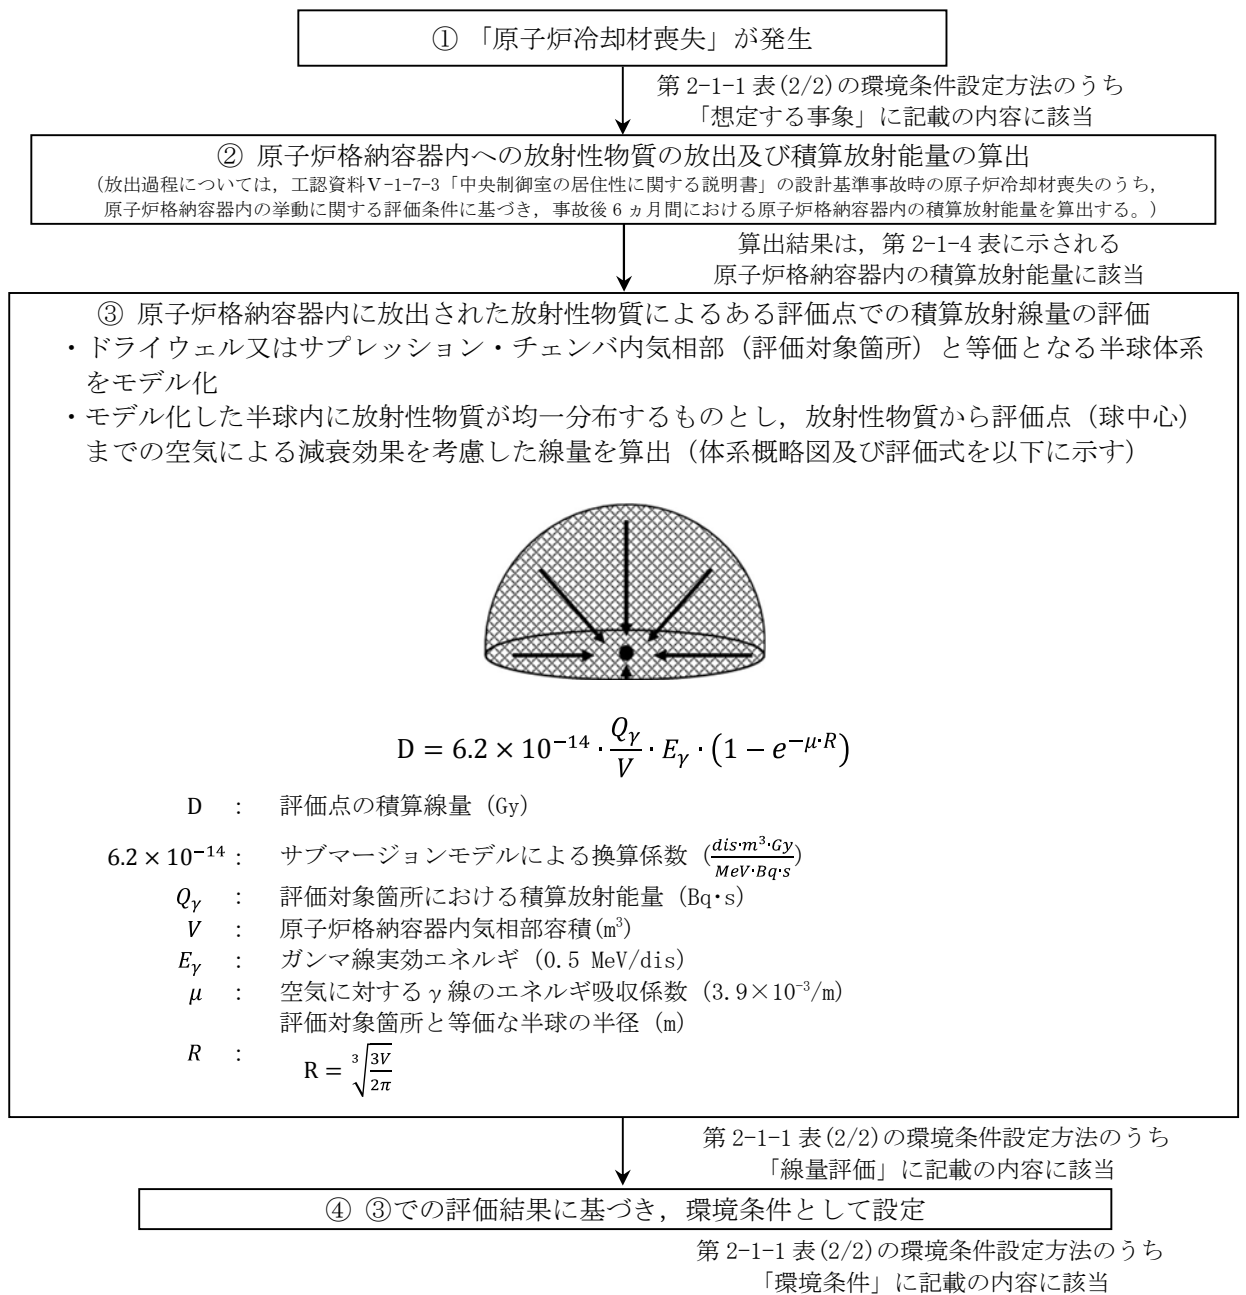 ① 「原子炉冷却材喪失」が発生
第 2-1-1 表(2/2)の環境条件設定方法のうち
「想定する事象」に記載の内容に該当
② 原子炉格納容器内への放射性物質の放出及び積算放射能量の算出
（放出過程については，工認資料Ⅴ-1-7-3「中央制御室の居住性に関する説明書」の設計基準事故時の原子炉冷却材喪失のうち，
原子炉格納容器内の挙動に関する評価条件に基づき，事故後 6 ヵ月間における原子炉格納容器内の積算放射能量を算出する。）
算出結果は，第 2-1-4 表に示される
原子炉格納容器内の積算放射能量に該当
③ 原子炉格納容器内に放出された放射性物質によるある評価点での積算放射線量の評価
・ドライウェル又はサプレッション・チェンバ内気相部（評価対象箇所）と等価となる半球体系
をモデル化
・モデル化した半球内に放射性物質が均一分布するものとし，放射性物質から評価点（球中心）
までの空気による減衰効果を考慮した線量を算出（体系概略図及び評価式を以下に示す）
D = 6.2 × 10⁻¹⁴ · Qγ/V · Eγ · (1 − e^(−μ·R))
D : 評価点の積算線量 (Gy)
6.2 × 10⁻¹⁴ : サブマージョンモデルによる換算係数 (dis·m³·Gy/MeV·Bq·s)
Qγ : 評価対象箇所における積算放射能量 (Bq・s)
V : 原子炉格納容器内気相部容積(m³)
Eγ : ガンマ線実効エネルギ (0.5 MeV/dis)
μ : 空気に対するγ線のエネルギ吸収係数 (3.9×10⁻³/m)
評価対象箇所と等価な半球の半径 (m)
R : R = ∛(3V/2π)
第 2-1-1 表(2/2)の環境条件設定方法のうち
「線量評価」に記載の内容に該当
④ ③での評価結果に基づき，環境条件として設定
第 2-1-1 表(2/2)の環境条件設定方法のうち
「環境条件」に記載の内容に該当